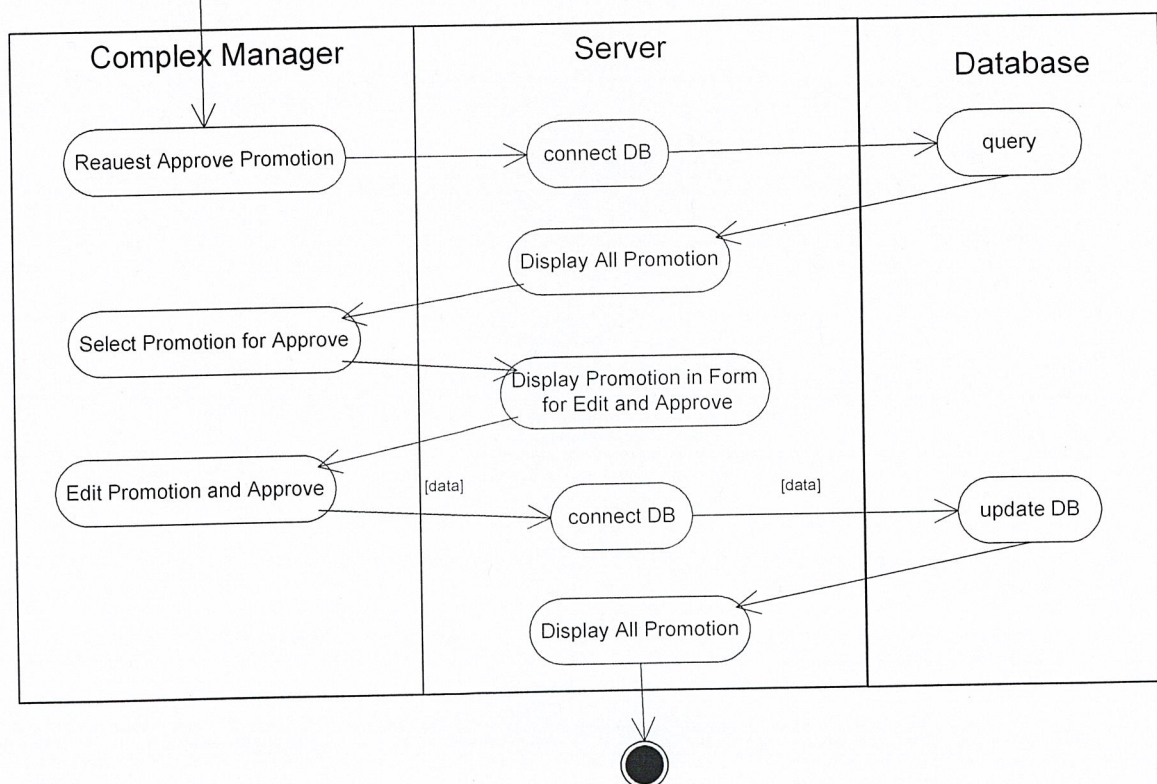 Complex Manager
Server
Database
Reauest Approve Promotion
connect DB
query
Display All Promotion
Select Promotion for Approve
Display Promotion in Form
for Edit and Approve
Edit Promotion and Approve
[data]
connect DB
[data]
update DB
Display All Promotion